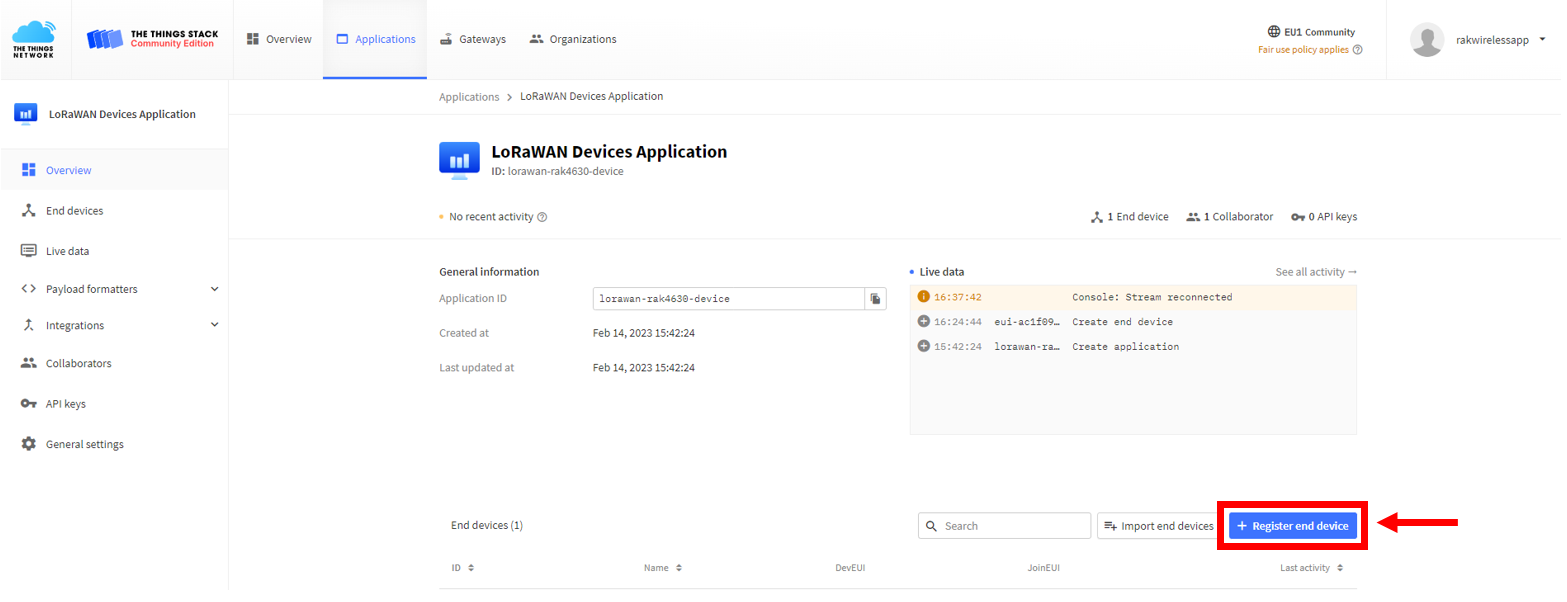 THE THINGS NETWORK
THE THINGS STACK
Community Edition
Overview
Applications
Gateways
Organizations
EU1 Community
Fair use policy applies
rakwirelessapp
LoRaWAN Devices Application
Overview
End devices
Live data
Payload formatters
Integrations
Collaborators
API keys
General settings
Applications > LoRaWAN Devices Application
LoRaWAN Devices Application
ID: lorawan-rak4630-device
No recent activity
1 End device
1 Collaborator
0 API keys
General information
Application ID lorawan-rak4630-device
Created at Feb 14, 2023 15:42:24
Last updated at Feb 14, 2023 15:42:24
Live data
See all activity →
16:37:42 Console: Stream reconnected
16:24:44 eui-ac1f09… Create end device
15:42:24 lorawan-ra… Create application
End devices (1)
Search
Import end devices
+ Register end device
ID Name DevEUI JoinEUI Last activity